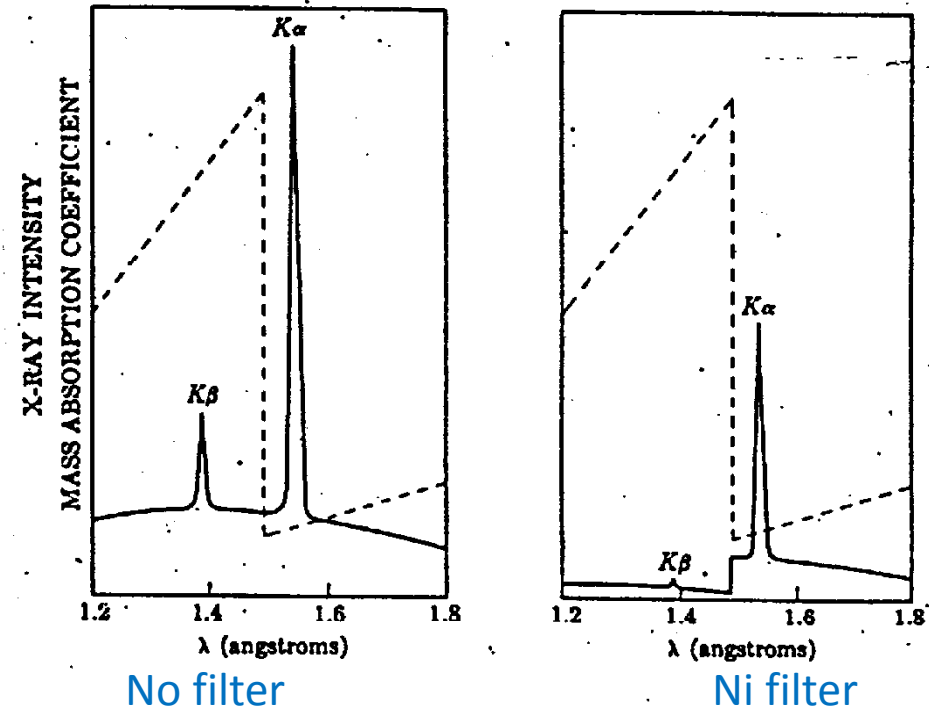 X-RAY INTENSITY
MASS ABSORPTION COEFFICIENT
Kα
Kβ
1.2 1.4 1.6 1.8
λ (angstroms)
No filter
Kα
Kβ
1.2 1.4 1.6 1.8
λ (angstroms)
Ni filter